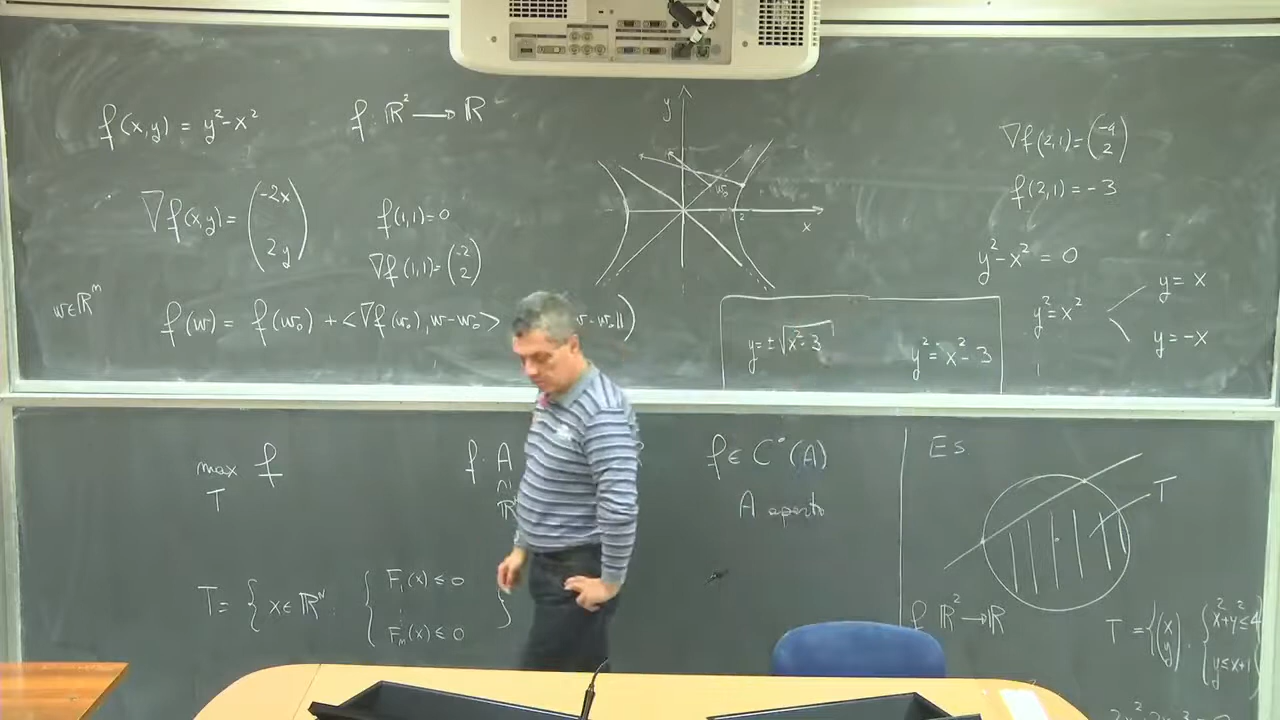 f(x,y) = y²-x²
f: ℝ² → ℝ
∇f(x,y) = (-2x 2y)
f(1,1)=0
∇f(1,1)=(-2 2)
w∈ℝᵐ
f(w) = f(w₀) + <∇f(w₀), w-w₀>
w-w₀||)
y
x
w₀
2
y=±√x²-3
y²=x²-3
∇f(2,1)=(-4 2)
f(2,1)=-3
y²-x²=0
y²=x²
y=x
y=-x
max f
T
f: A
∩
f∈C°(A)
A aperto
T={x∈ℝᴺ: {F₁(x)≤0
⋮
Fₘ(x)≤0}
Es.
T
f: ℝ²→ℝ
T={(x y): {x²+y²≤4
y≤x+1}